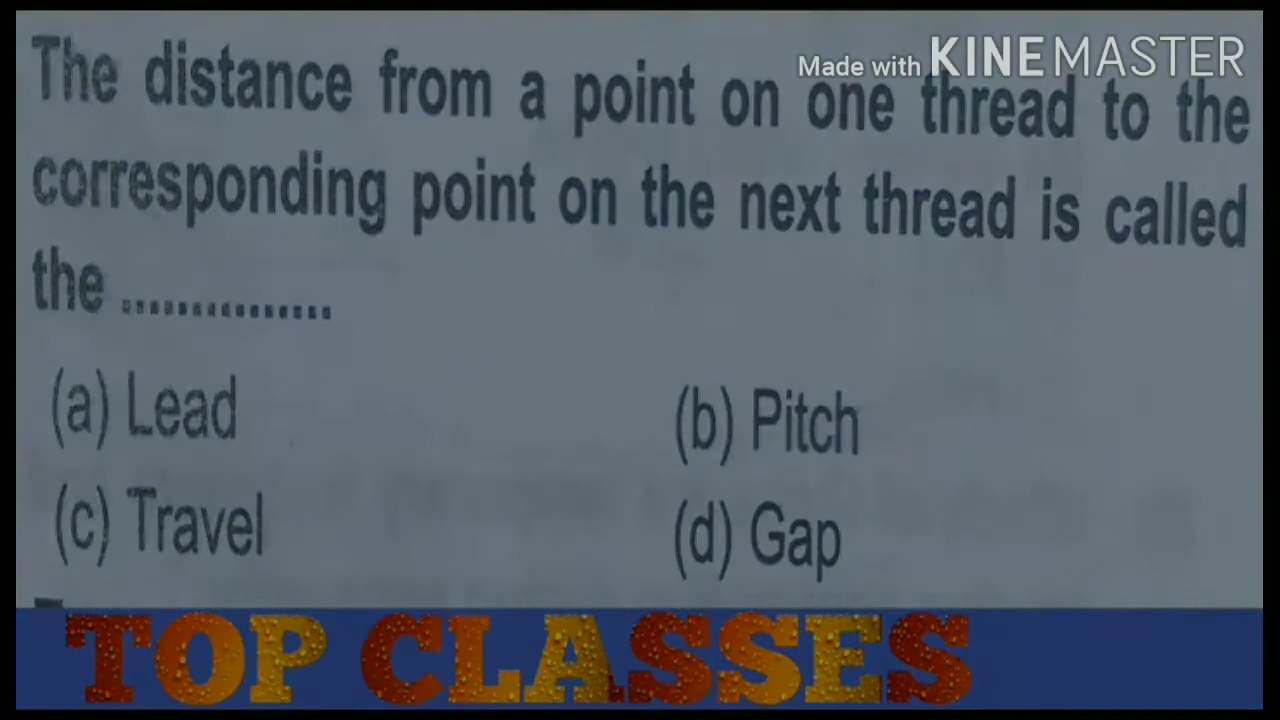 Made with KINEMASTER
The distance from a point on one thread to the
corresponding point on the next thread is called
the ...............
(a) Lead (b) Pitch
(c) Travel (d) Gap
TOP CLASSES